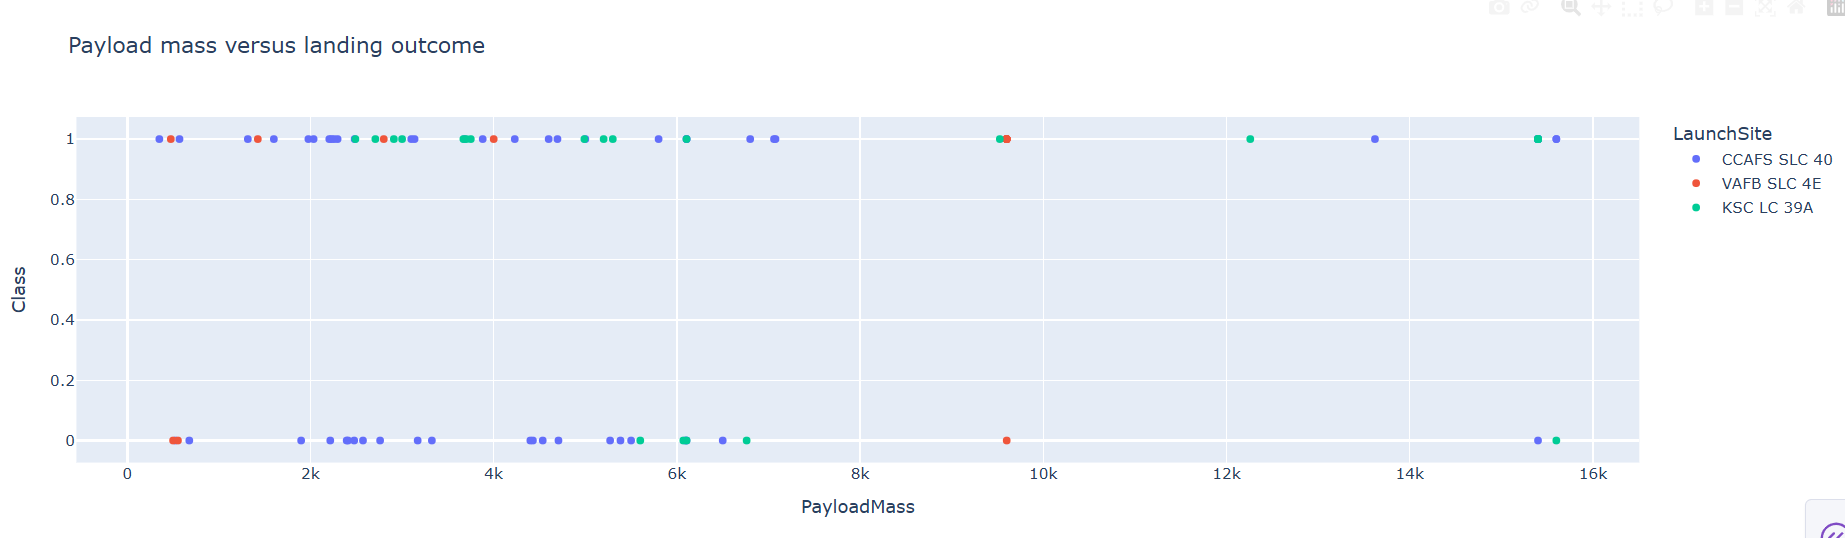 Payload mass versus landing outcome
1
0.8
0.6
0.4
0.2
0
Class
0
2k
4k
6k
8k
10k
12k
14k
16k
PayloadMass
LaunchSite
CCAFS SLC 40
VAFB SLC 4E
KSC LC 39A